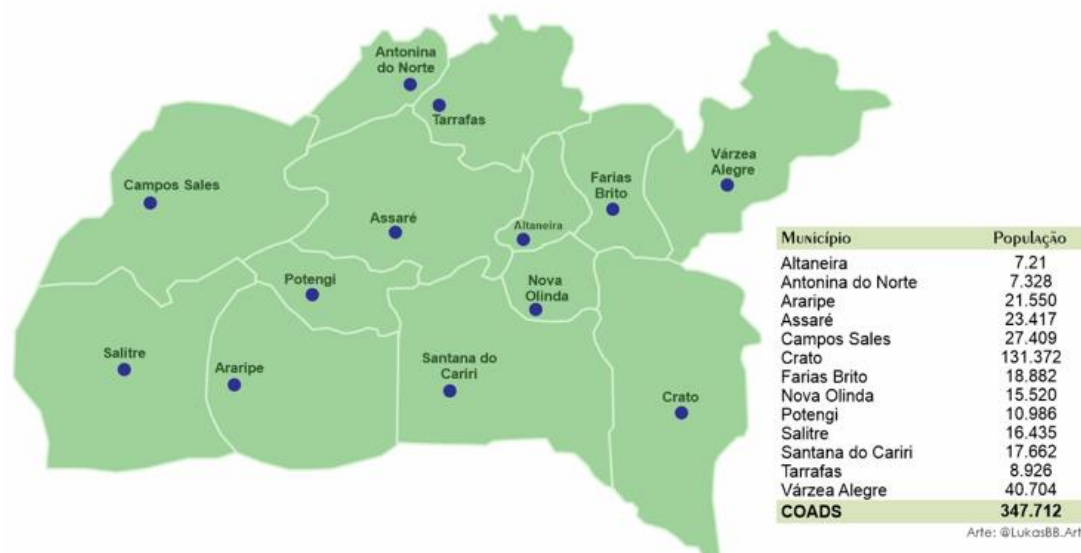 Antonina
do Norte
Tarrafas
Várzea
Alegre
Campos Sales
Farias
Brito
Assaré
Altaneira
Potengi
Nova
Olinda
Salitre
Araripe
Santana do
Cariri
Crato
Município População
Altaneira 7.21
Antonina do Norte 7.328
Araripe 21.550
Assaré 23.417
Campos Sales 27.409
Crato 131.372
Farias Brito 18.882
Nova Olinda 15.520
Potengi 10.986
Salitre 16.435
Santana do Cariri 17.662
Tarrafas 8.926
Várzea Alegre 40.704
COADS 347.712
Arte: @LukasBB.Art